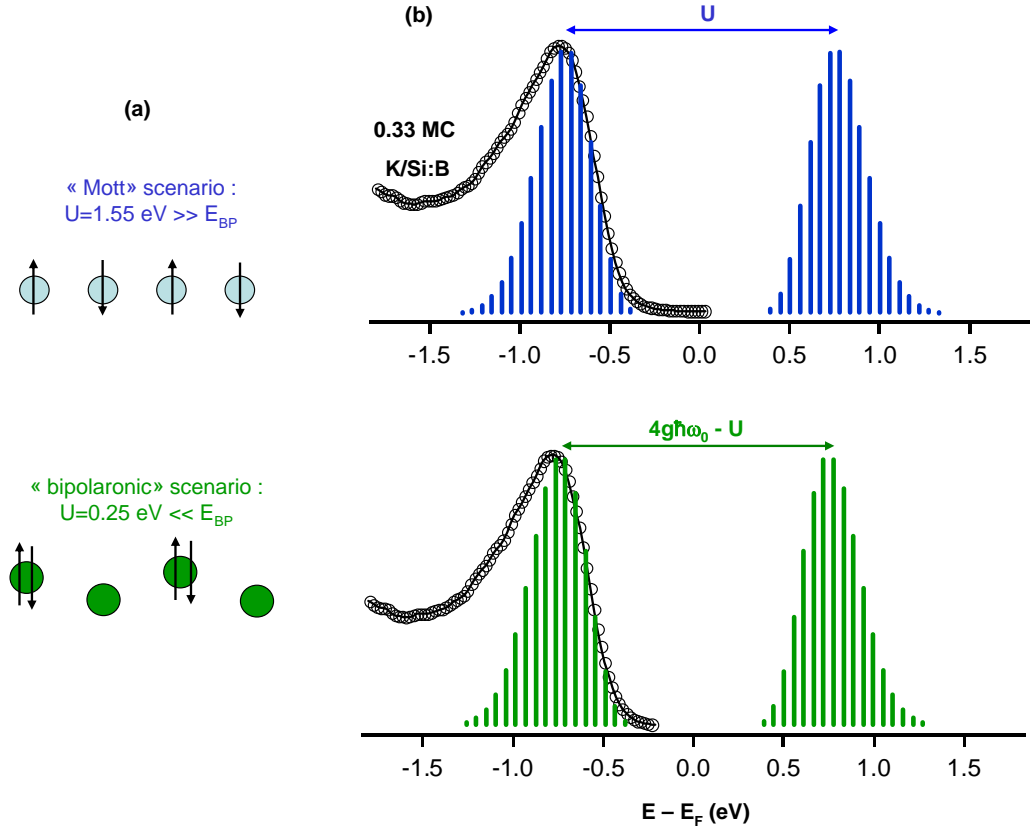 (a)
« Mott» scenario :
U=1.55 eV >> E_BP
« bipolaronic» scenario :
U=0.25 eV << E_BP
(b)
U
0.33 MC
K/Si:B
-1.5 -1.0 -0.5 0.0 0.5 1.0 1.5
4għω₀ - U
-1.5 -1.0 -0.5 0.0 0.5 1.0 1.5
E – E_F (eV)